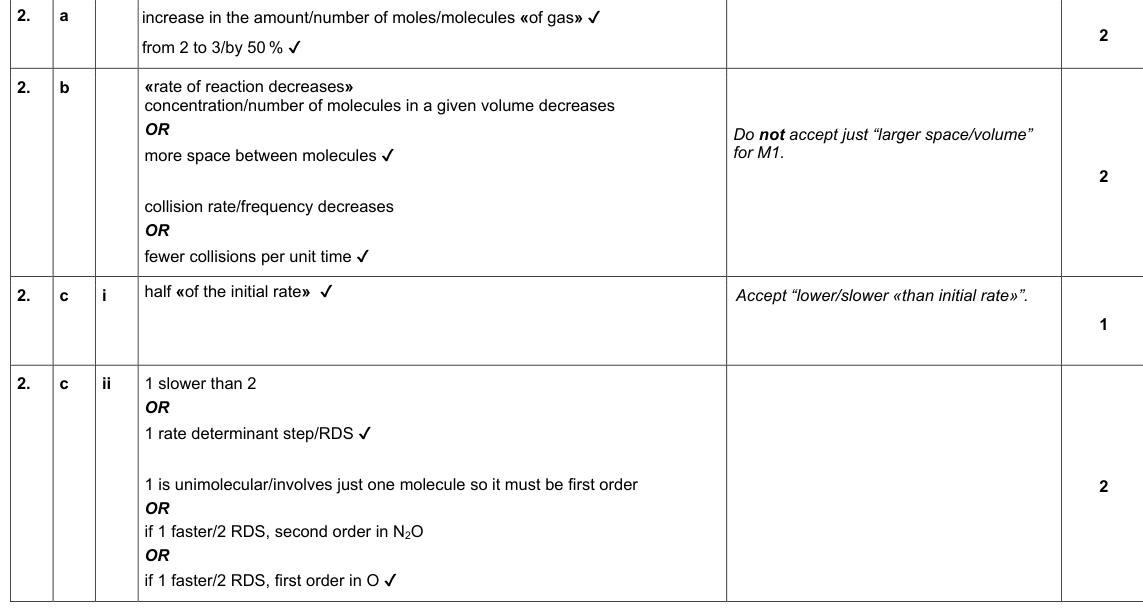 2. a increase in the amount/number of moles/molecules «of gas» ✓
from 2 to 3/by 50 % ✓
2
2. b «rate of reaction decreases»
concentration/number of molecules in a given volume decreases
OR
more space between molecules ✓
collision rate/frequency decreases
OR
fewer collisions per unit time ✓
Do not accept just “larger space/volume”
for M1.
2
2. c i half «of the initial rate» ✓
Accept “lower/slower «than initial rate»”.
1
2. c ii 1 slower than 2
OR
1 rate determinant step/RDS ✓
1 is unimolecular/involves just one molecule so it must be first order
OR
if 1 faster/2 RDS, second order in N₂O
OR
if 1 faster/2 RDS, first order in O ✓
2